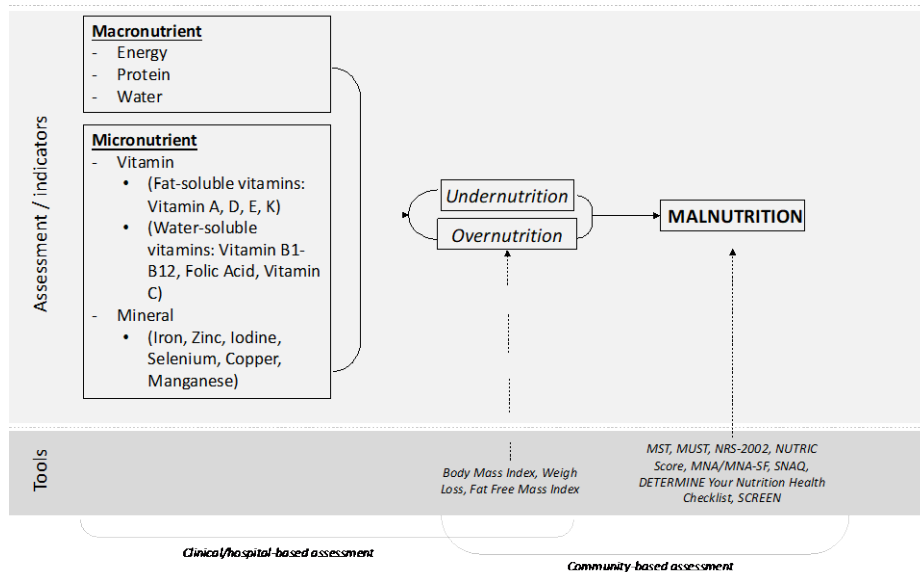 Assessment / indicators
Macronutrient
- Energy
- Protein
- Water
Micronutrient
- Vitamin
• (Fat-soluble vitamins:
Vitamin A, D, E, K)
• (Water-soluble
vitamins: Vitamin B1-
B12, Folic Acid, Vitamin
C)
- Mineral
• (Iron, Zinc, Iodine,
Selenium, Copper,
Manganese)
Undernutrition
Overnutrition
MALNUTRITION
Tools
Body Mass Index, Weigh
Loss, Fat Free Mass Index
MST, MUST, NRS-2002, NUTRIC
Score, MNA/MNA-SF, SNAQ,
DETERMINE Your Nutrition Health
Checklist, SCREEN
Clinical/hospital-based assessment
Community-based assessment